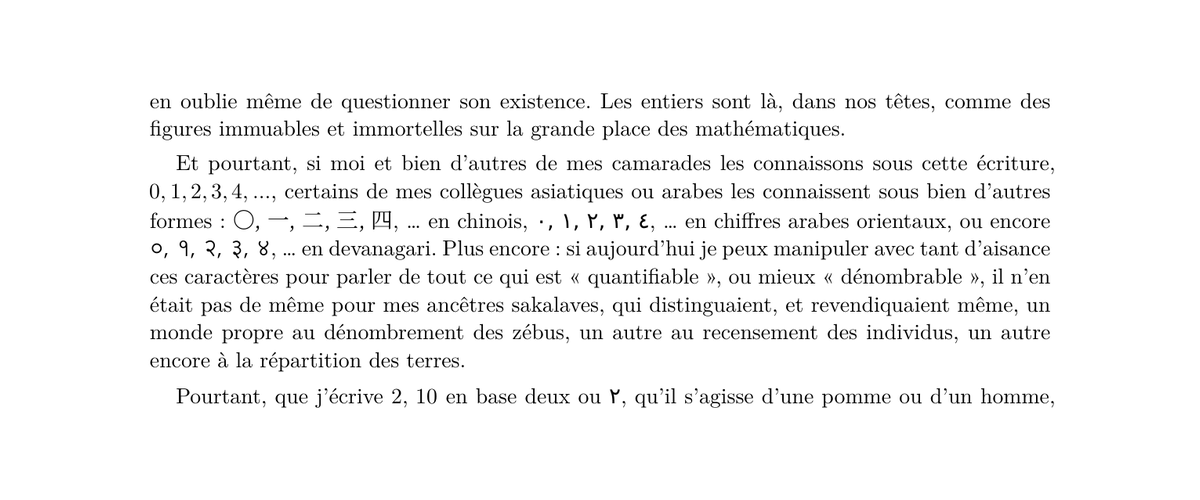 en oublie même de questionner son existence. Les entiers sont là, dans nos têtes, comme des
figures immuables et immortelles sur la grande place des mathématiques.
Et pourtant, si moi et bien d'autres de mes camarades les connaissons sous cette écriture,
0, 1, 2, 3, 4, ..., certains de mes collègues asiatiques ou arabes les connaissent sous bien d'autres
formes : 〇, 一, 二, 三, 四, ... en chinois, ٠, ١, ٢, ٣, ٤, ... en chiffres arabes orientaux, ou encore
०, १, २, ३, ४, ... en devanagari. Plus encore : si aujourd'hui je peux manipuler avec tant d'aisance
ces caractères pour parler de tout ce qui est « quantifiable », ou mieux « dénombrable », il n'en
était pas de même pour mes ancêtres sakalaves, qui distinguaient, et revendiquaient même, un
monde propre au dénombrement des zébus, un autre au recensement des individus, un autre
encore à la répartition des terres.
Pourtant, que j'écrive 2, 10 en base deux ou ٢, qu'il s'agisse d'une pomme ou d'un homme,